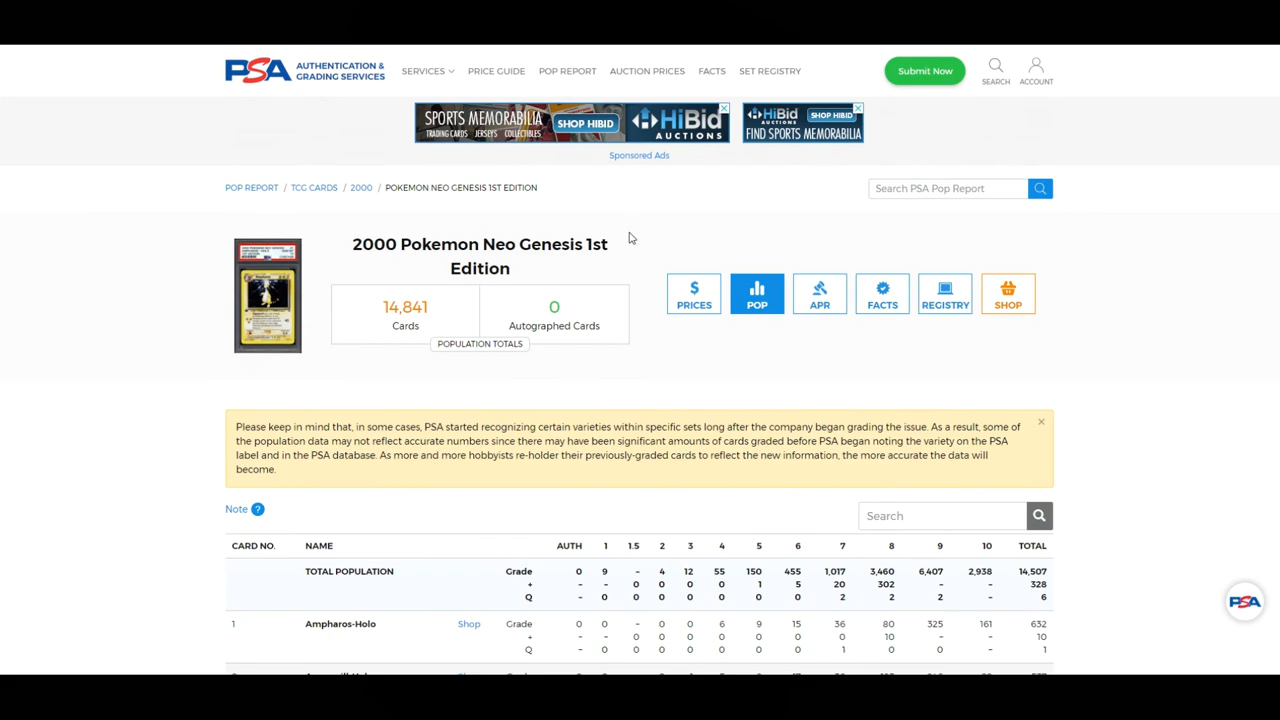 PSA AUTHENTICATION &
GRADING SERVICES
SERVICES PRICE GUIDE POP REPORT AUCTION PRICES FACTS SET REGISTRY Submit Now SEARCH ACCOUNT
SPORTS MEMORABILIA
TRADING CARDS JERSEYS COLLECTIBLES
SHOP HIBID
HiBid
AUCTIONS
HiBid
AUCTIONS
SHOP HIBID
FIND SPORTS MEMORABILIA
Sponsored Ads
POP REPORT / TCG CARDS / 2000 / POKEMON NEO GENESIS 1ST EDITION
Search PSA Pop Report
2000 Pokemon Neo Genesis 1st
Edition
14,841 0
Cards Autographed Cards
POPULATION TOTALS
PRICES POP APR FACTS REGISTRY SHOP
Please keep in mind that, in some cases, PSA started recognizing certain varieties within specific sets long after the company began grading the issue. As a result, some of
the population data may not reflect accurate numbers since there may have been significant amounts of cards graded before PSA began noting the variety on the PSA
label and in the PSA database. As more and more hobbyists re-holder their previously-graded cards to reflect the new information, the more accurate the data will
become.
Note ?
Search
CARD NO. NAME AUTH 1 1.5 2 3 4 5 6 7 8 9 10 TOTAL
TOTAL POPULATION Grade 0 9 - 4 12 55 150 455 1,017 3,460 6,407 2,938 14,507
+ - - 0 0 0 0 1 5 20 302 - - 328
Q - 0 0 0 0 0 0 0 2 2 2 - 6
1 Ampharos-Holo Shop Grade 0 0 - 0 0 6 9 15 36 80 325 161 632
+ - - 0 0 0 0 0 0 0 10 - - 10
Q - 0 0 0 0 0 0 0 1 0 0 - 1
PSA